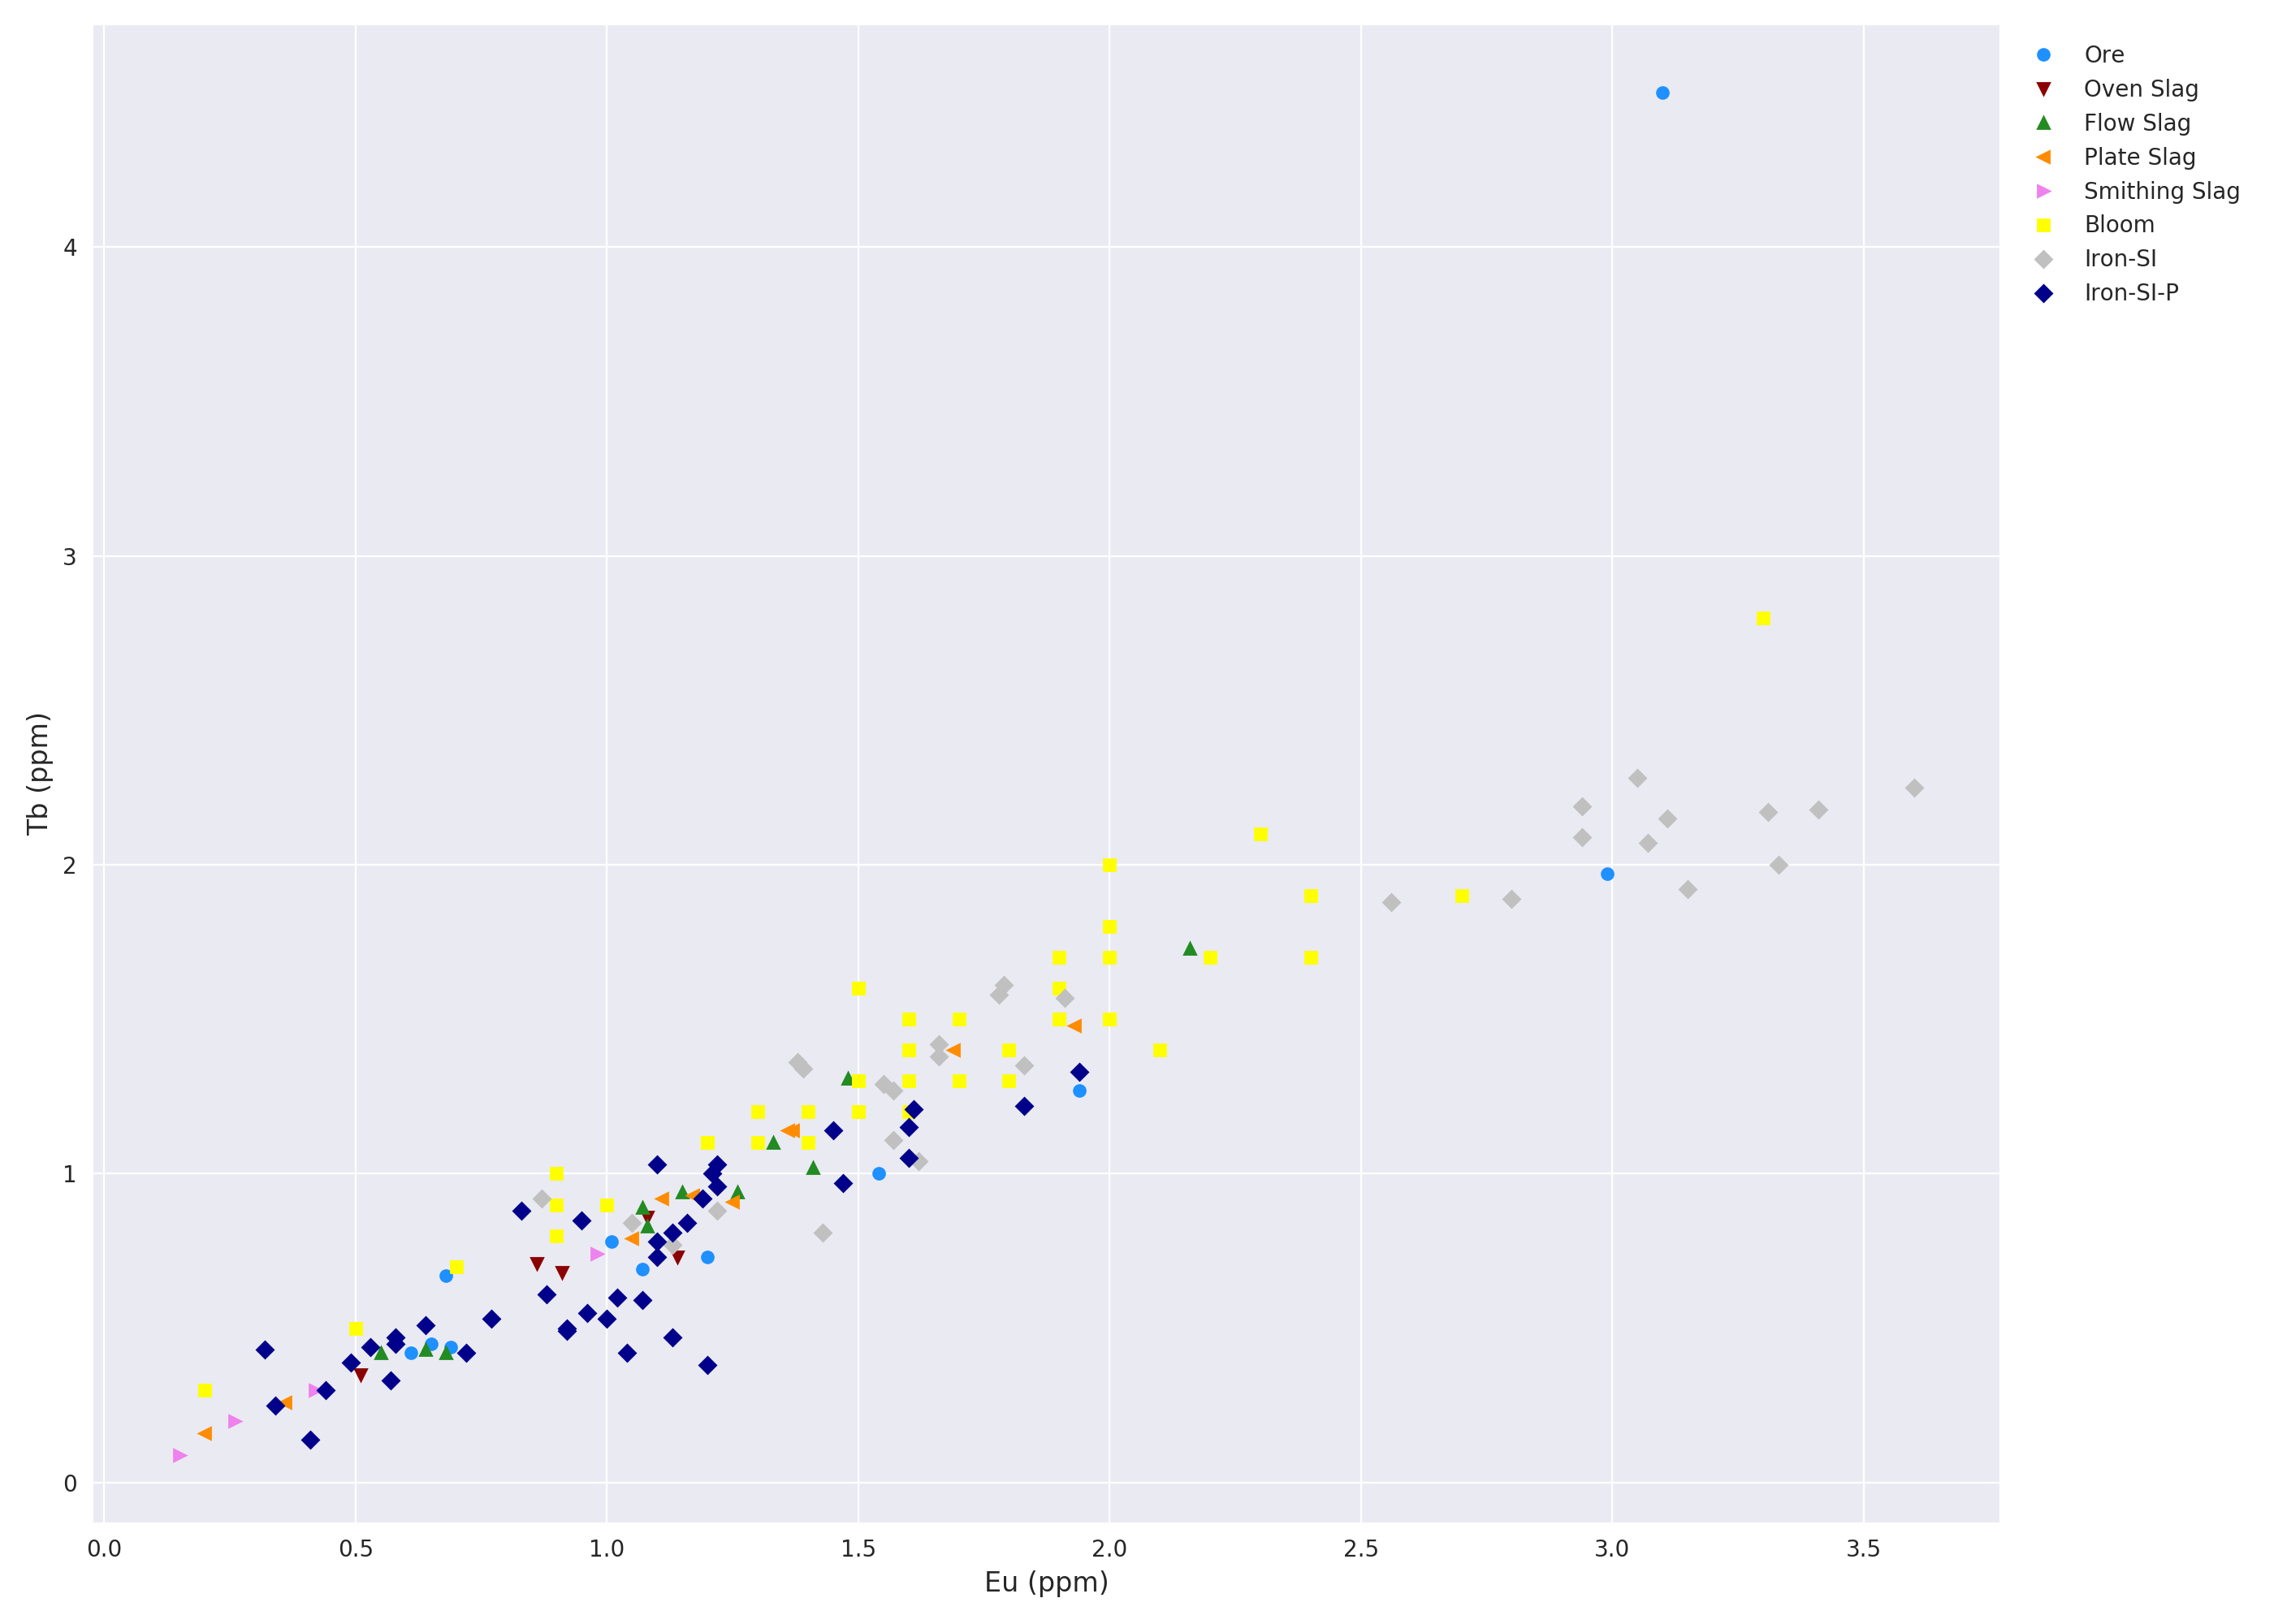 Ore
Oven Slag
Flow Slag
Plate Slag
Smithing Slag
Bloom
Iron-SI
Iron-SI-P
4
3
2
1
0
Tb (ppm)
0.0 0.5 1.0 1.5 2.0 2.5 3.0 3.5
Eu (ppm)